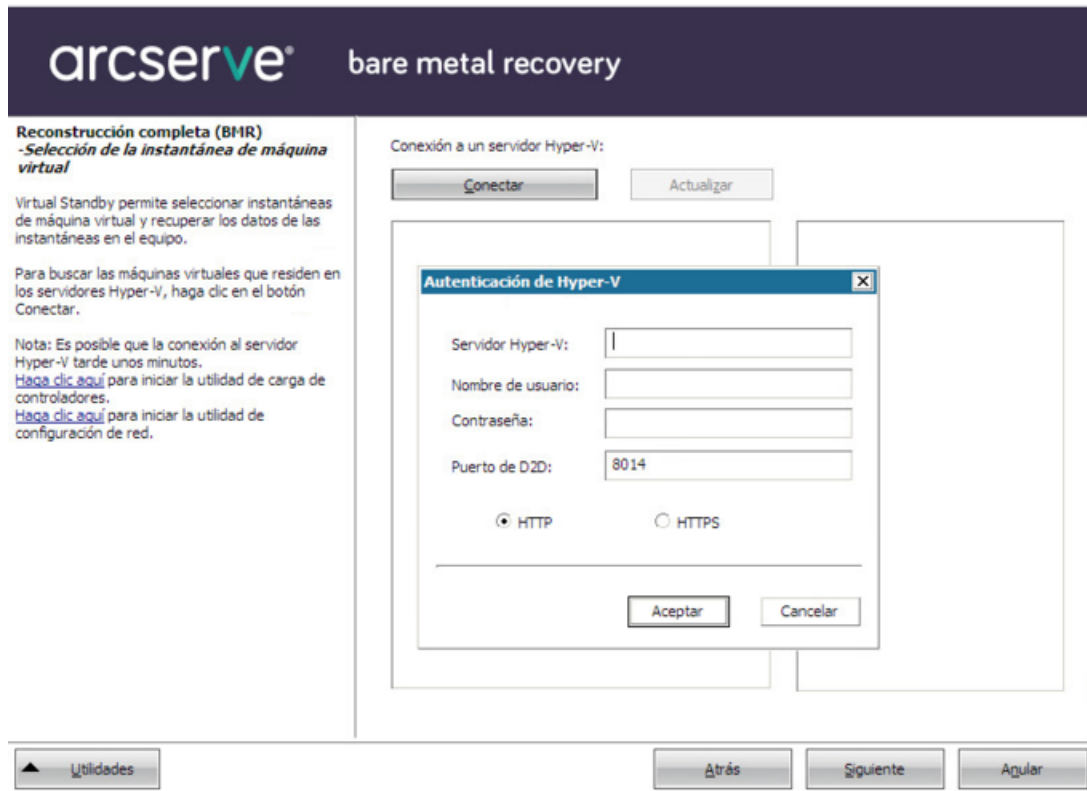 arcserve® bare metal recovery
Reconstrucción completa (BMR)
-Selección de la instantánea de máquina
virtual
Virtual Standby permite seleccionar instantáneas
de máquina virtual y recuperar los datos de las
instantáneas en el equipo.
Para buscar las máquinas virtuales que residen en
los servidores Hyper-V, haga clic en el botón
Conectar.
Nota: Es posible que la conexión al servidor
Hyper-V tarde unos minutos.
Haga clic aquí para iniciar la utilidad de carga de
controladores.
Haga clic aquí para iniciar la utilidad de
configuración de red.
Conexión a un servidor Hyper-V:
Conectar Actualizar
Autenticación de Hyper-V
Servidor Hyper-V:
Nombre de usuario:
Contraseña:
Puerto de D2D: 8014
HTTP HTTPS
Aceptar Cancelar
Utilidades Atrás Siguiente Anular